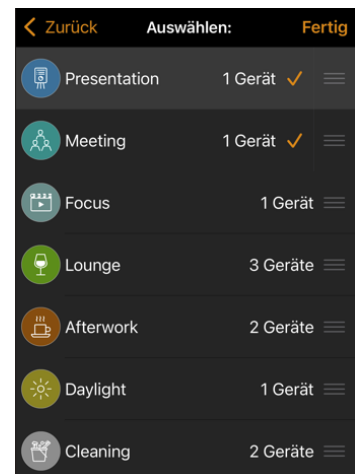 Zurück Auswählen: Fertig
Presentation 1 Gerät
Meeting 1 Gerät
Focus 1 Gerät
Lounge 3 Geräte
Afterwork 2 Geräte
Daylight 1 Gerät
Cleaning 2 Geräte